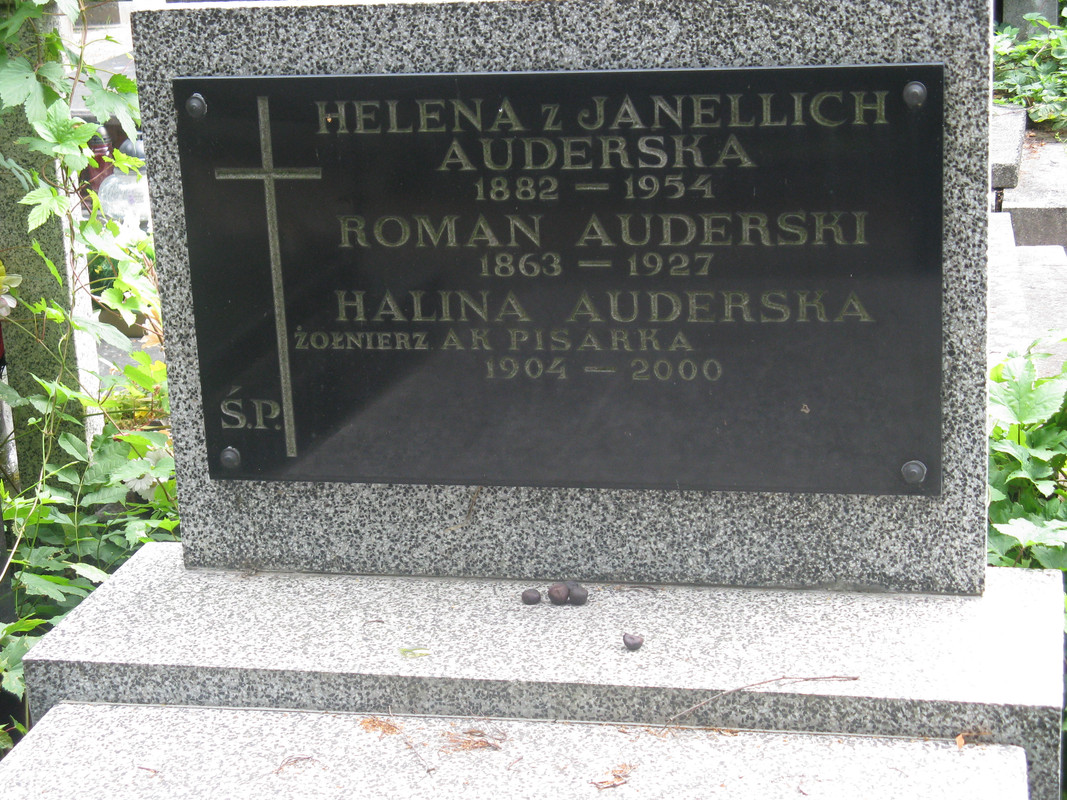 HELENA z JANELLICH
AUDERSKA
1882 — 1954
ROMAN AUDERSKI
1863 — 1927
HALINA AUDERSKA
ŻOŁNIERZ AK PISARKA
1904 — 2000
Ś.P.